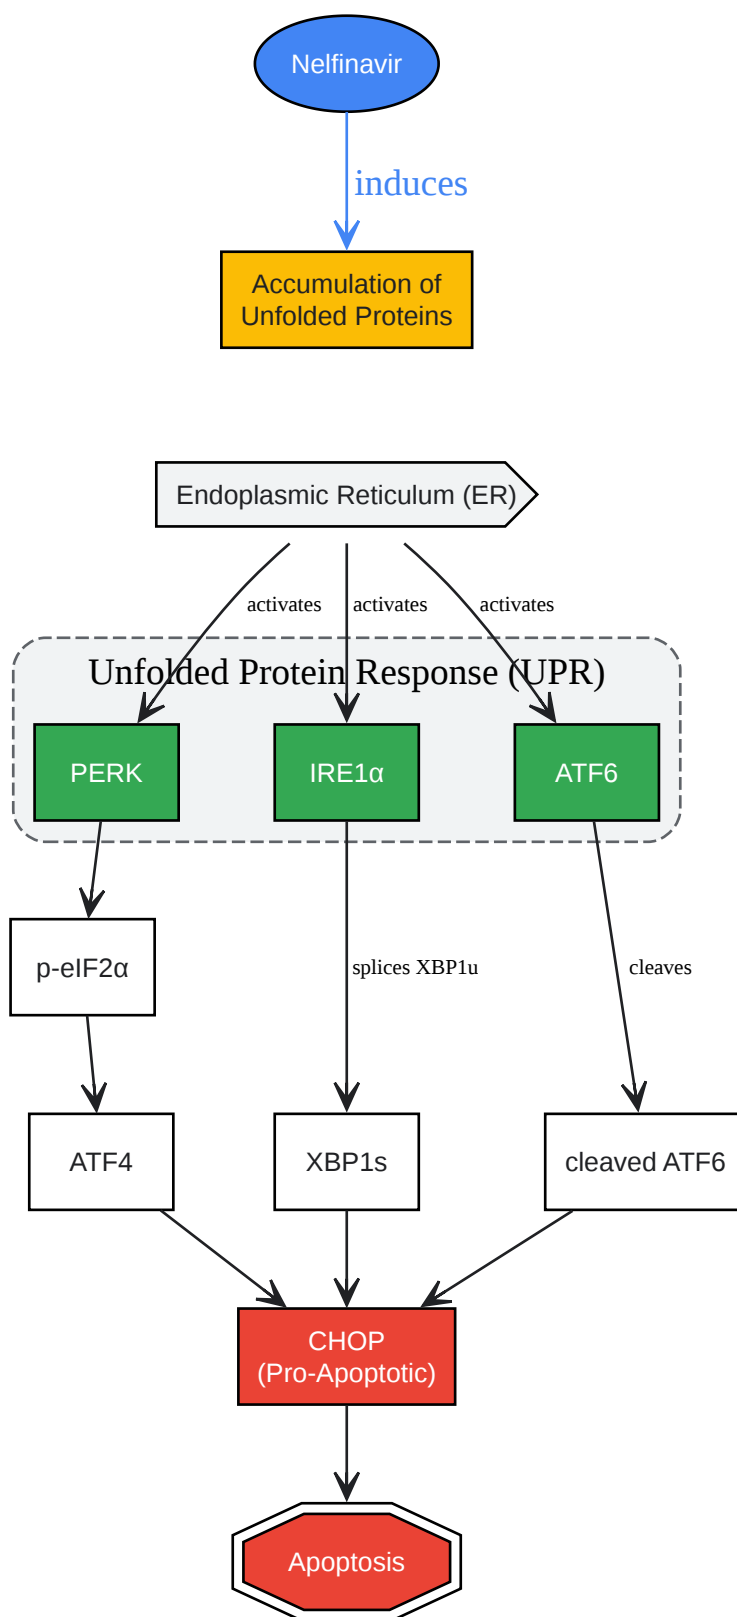 Nelfinavir
induces
Accumulation of
Unfolded Proteins
Endoplasmic Reticulum (ER)
activates
activates
activates
Unfolded Protein Response (UPR)
PERK
IRE1α
ATF6
p-eIF2α
splices XBP1u
cleaves
ATF4
XBP1s
cleaved ATF6
CHOP
(Pro-Apoptotic)
Apoptosis